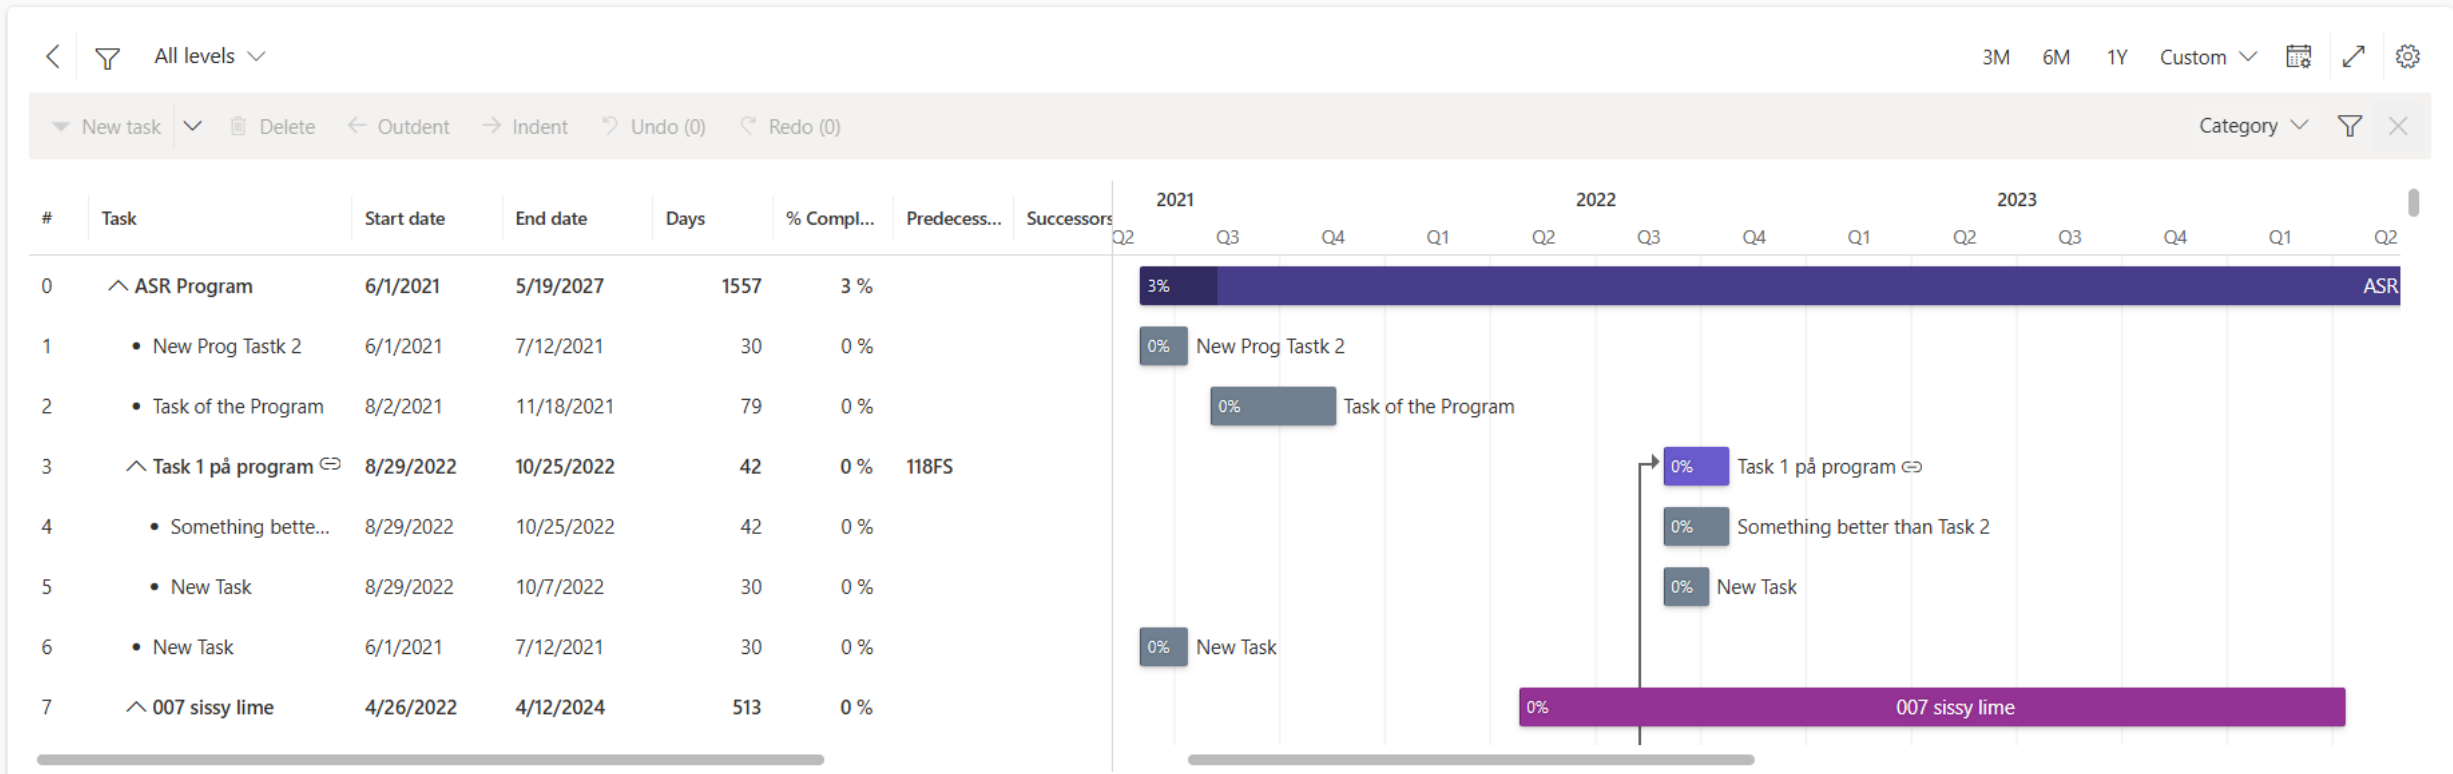 All levels 3M 6M 1Y Custom
New task Delete Outdent Indent Undo (0) Redo (0) Category
2021 2022 2023
# Task Start date End date Days % Compl... Predecess... Successors
Q2 Q3 Q4 Q1 Q2 Q3 Q4 Q1 Q2 Q3 Q4 Q1 Q2
0 ASR Program 6/1/2021 5/19/2027 1557 3 % 3% ASR
1 • New Prog Tastk 2 6/1/2021 7/12/2021 30 0 % 0% New Prog Tastk 2
2 • Task of the Program 8/2/2021 11/18/2021 79 0 % 0% Task of the Program
3 Task 1 på program 8/29/2022 10/25/2022 42 0 % 118FS 0% Task 1 på program
4 • Something bette... 8/29/2022 10/25/2022 42 0 % 0% Something better than Task 2
5 • New Task 8/29/2022 10/7/2022 30 0 % 0% New Task
6 • New Task 6/1/2021 7/12/2021 30 0 % 0% New Task
7 007 sissy lime 4/26/2022 4/12/2024 513 0 % 0% 007 sissy lime